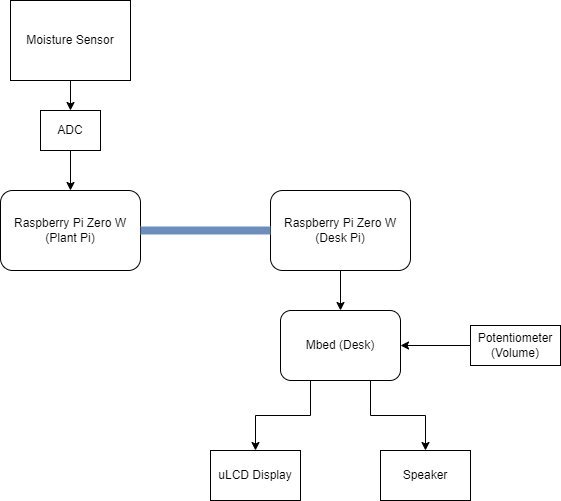 Moisture Sensor
ADC
Raspberry Pi Zero W
(Plant Pi)
Raspberry Pi Zero W
(Desk Pi)
Mbed (Desk)
Potentiometer
(Volume)
uLCD Display
Speaker